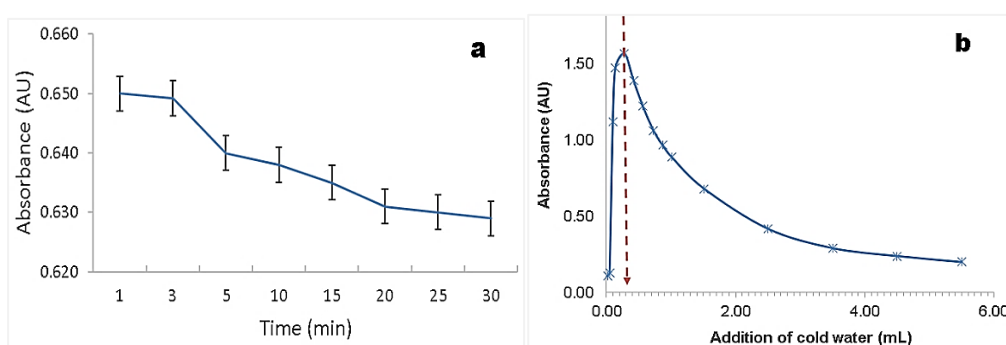 a
0.660
0.650
0.640
0.630
0.620
Absorbance (AU)
1 3 5 10 15 20 25 30
Time (min)
b
1.50
1.00
0.50
0.00
Absorbance (AU)
0.00 2.00 4.00 6.00
Addition of cold water (mL)